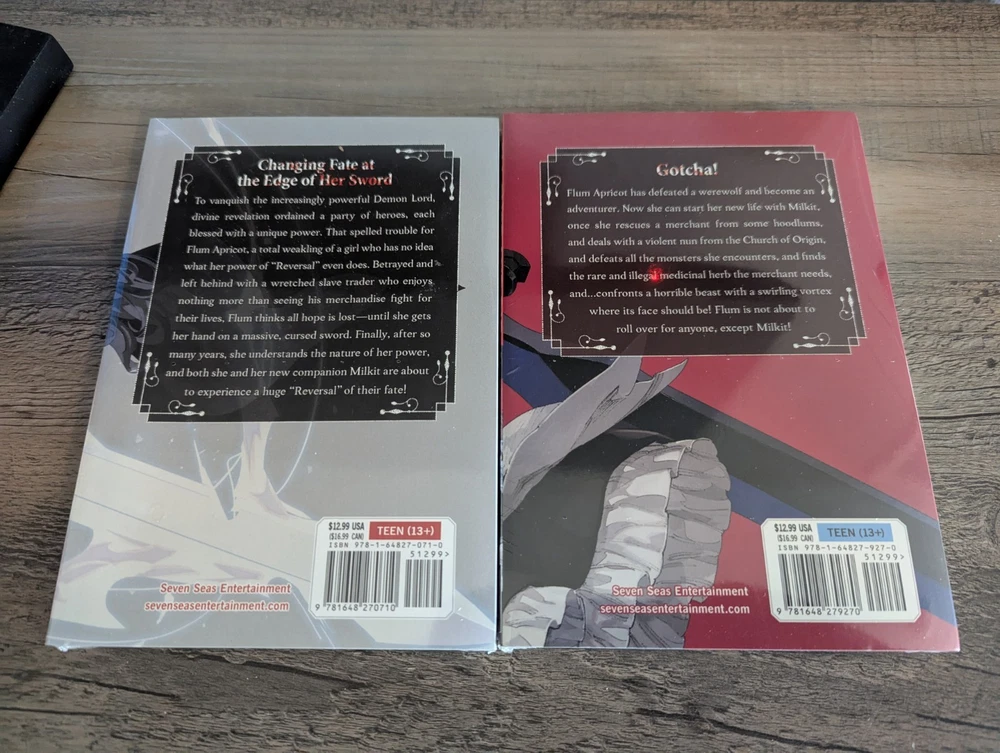 Changing Fate at
the Edge of Her Sword
To vanquish the increasingly powerful Demon Lord,
divine revelation ordained a party of heroes, each
blessed with a unique power. That spelled trouble for
Flum Apricot, a total weakling of a girl who has no idea
what her power of “Reversal” even does. Betrayed and
left behind with a wretched slave trader who enjoys
nothing more than seeing his merchandise fight for
their lives, Flum thinks all hope is lost—until she gets
her hand on a massive, cursed sword. Finally, after so
many years, she understands the nature of her power,
and both she and her new companion Milkit are about
to experience a huge “Reversal” of their fate!
Seven Seas Entertainment
sevenseasentertainment.com
$12.99 USA
($16.99 CAN)
TEEN (13+)
ISBN 978-1-64827-071-0
51299>
9 781648 270710
Gotcha!
Flum Apricot has defeated a werewolf and become an
adventurer. Now she can start her new life with Milkit,
once she rescues a merchant from some hoodlums,
and deals with a violent nun from the Church of Origin,
and defeats all the monsters she encounters, and finds
the rare and illegal medicinal herb the merchant needs,
and...confronts a horrible beast with a swirling vortex
where its face should be! Flum is not about to
roll over for anyone, except Milkit!
Seven Seas Entertainment
sevenseasentertainment.com
$12.99 USA
($16.99 CAN)
TEEN (13+)
ISBN 978-1-64827-927-0
51299>
9 781648 279270